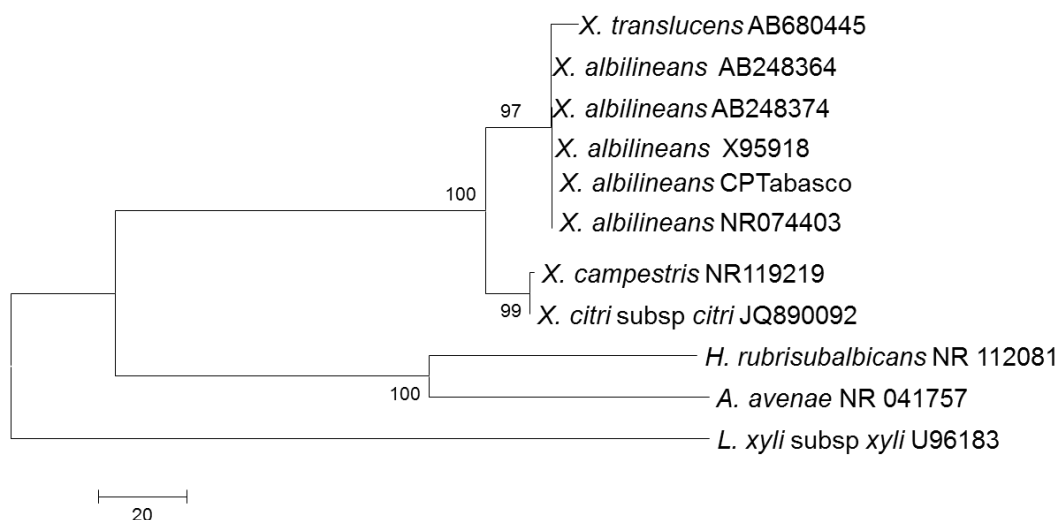 X. translucens AB680445
X. albilineans AB248364
97
X. albilineans AB248374
X. albilineans X95918
X. albilineans CPTabasco
100
X. albilineans NR074403
X. campestris NR119219
99
X. citri subsp citri JQ890092
H. rubrisubalbicans NR 112081
100
A. avenae NR 041757
L. xyli subsp xyli U96183
20